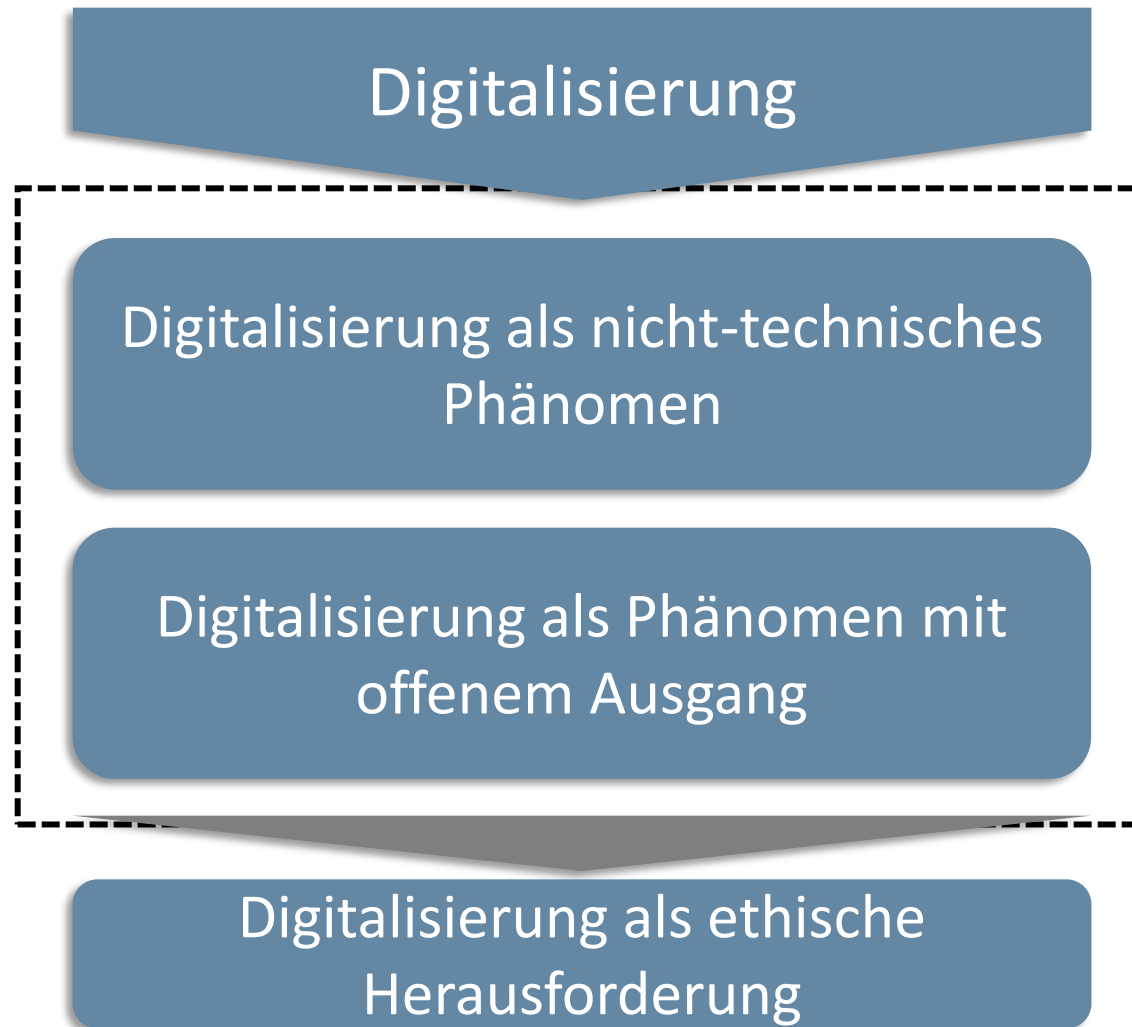 Digitalisierung
Digitalisierung als nicht-technisches
Phänomen
Digitalisierung als Phänomen mit
offenem Ausgang
Digitalisierung als ethische
Herausforderung